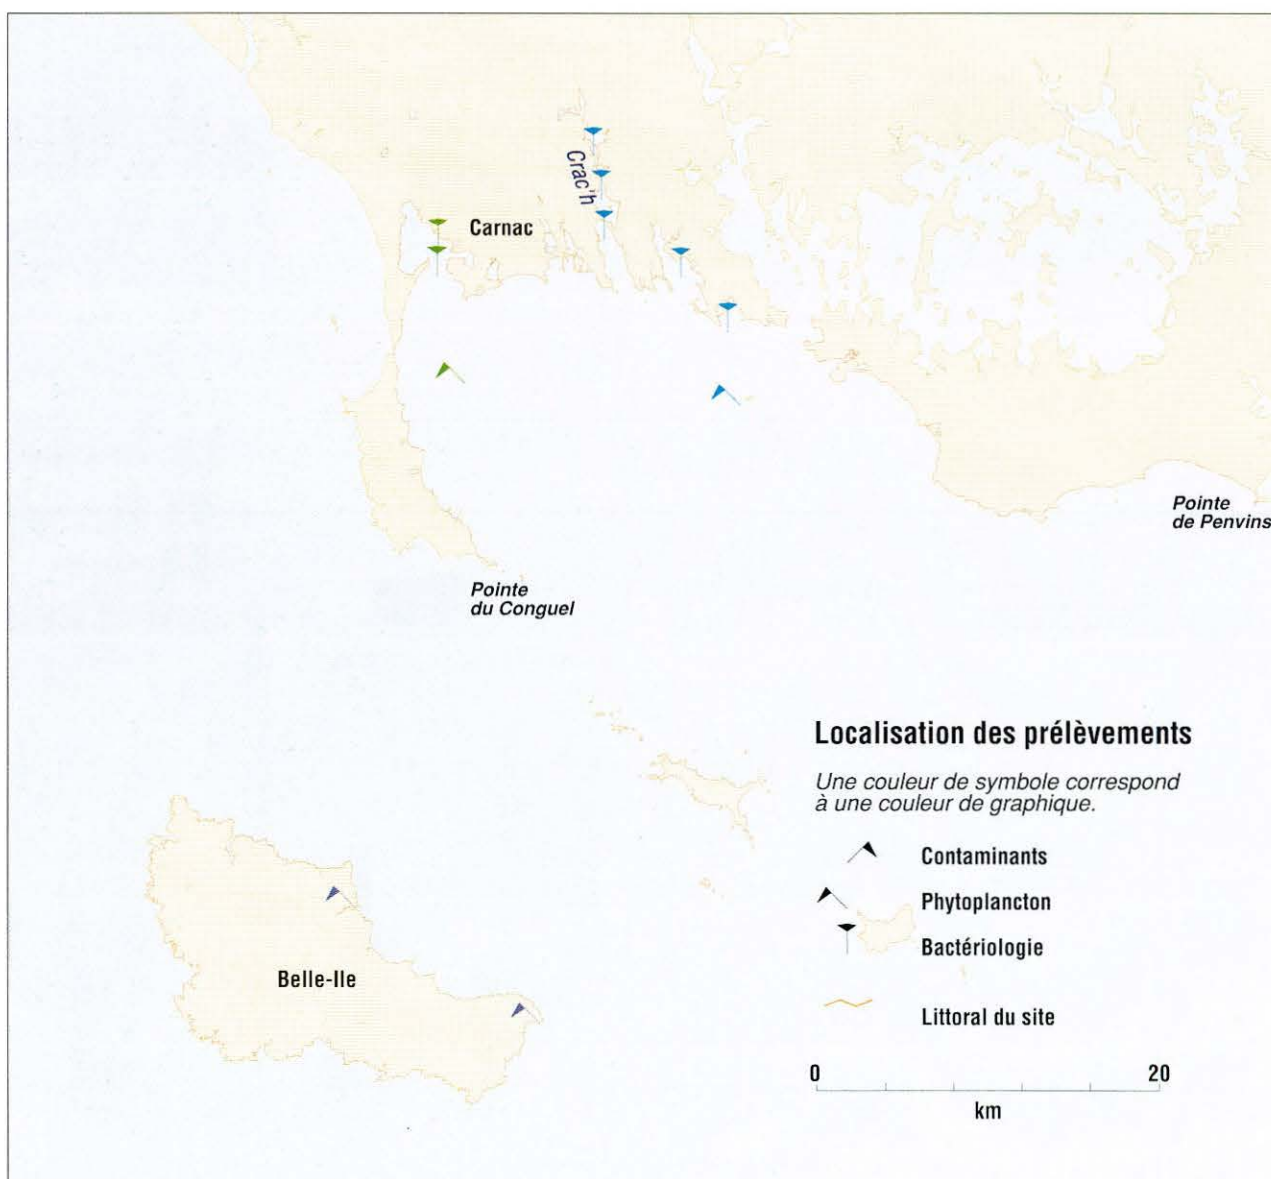 Crac'h
Carnac
Pointe
de Penvins
Pointe
du Conguel
Localisation des prélèvements
Une couleur de symbole correspond
à une couleur de graphique.
Contaminants
Phytoplancton
Bactériologie
Belle-Ile
Littoral du site
0 20
km